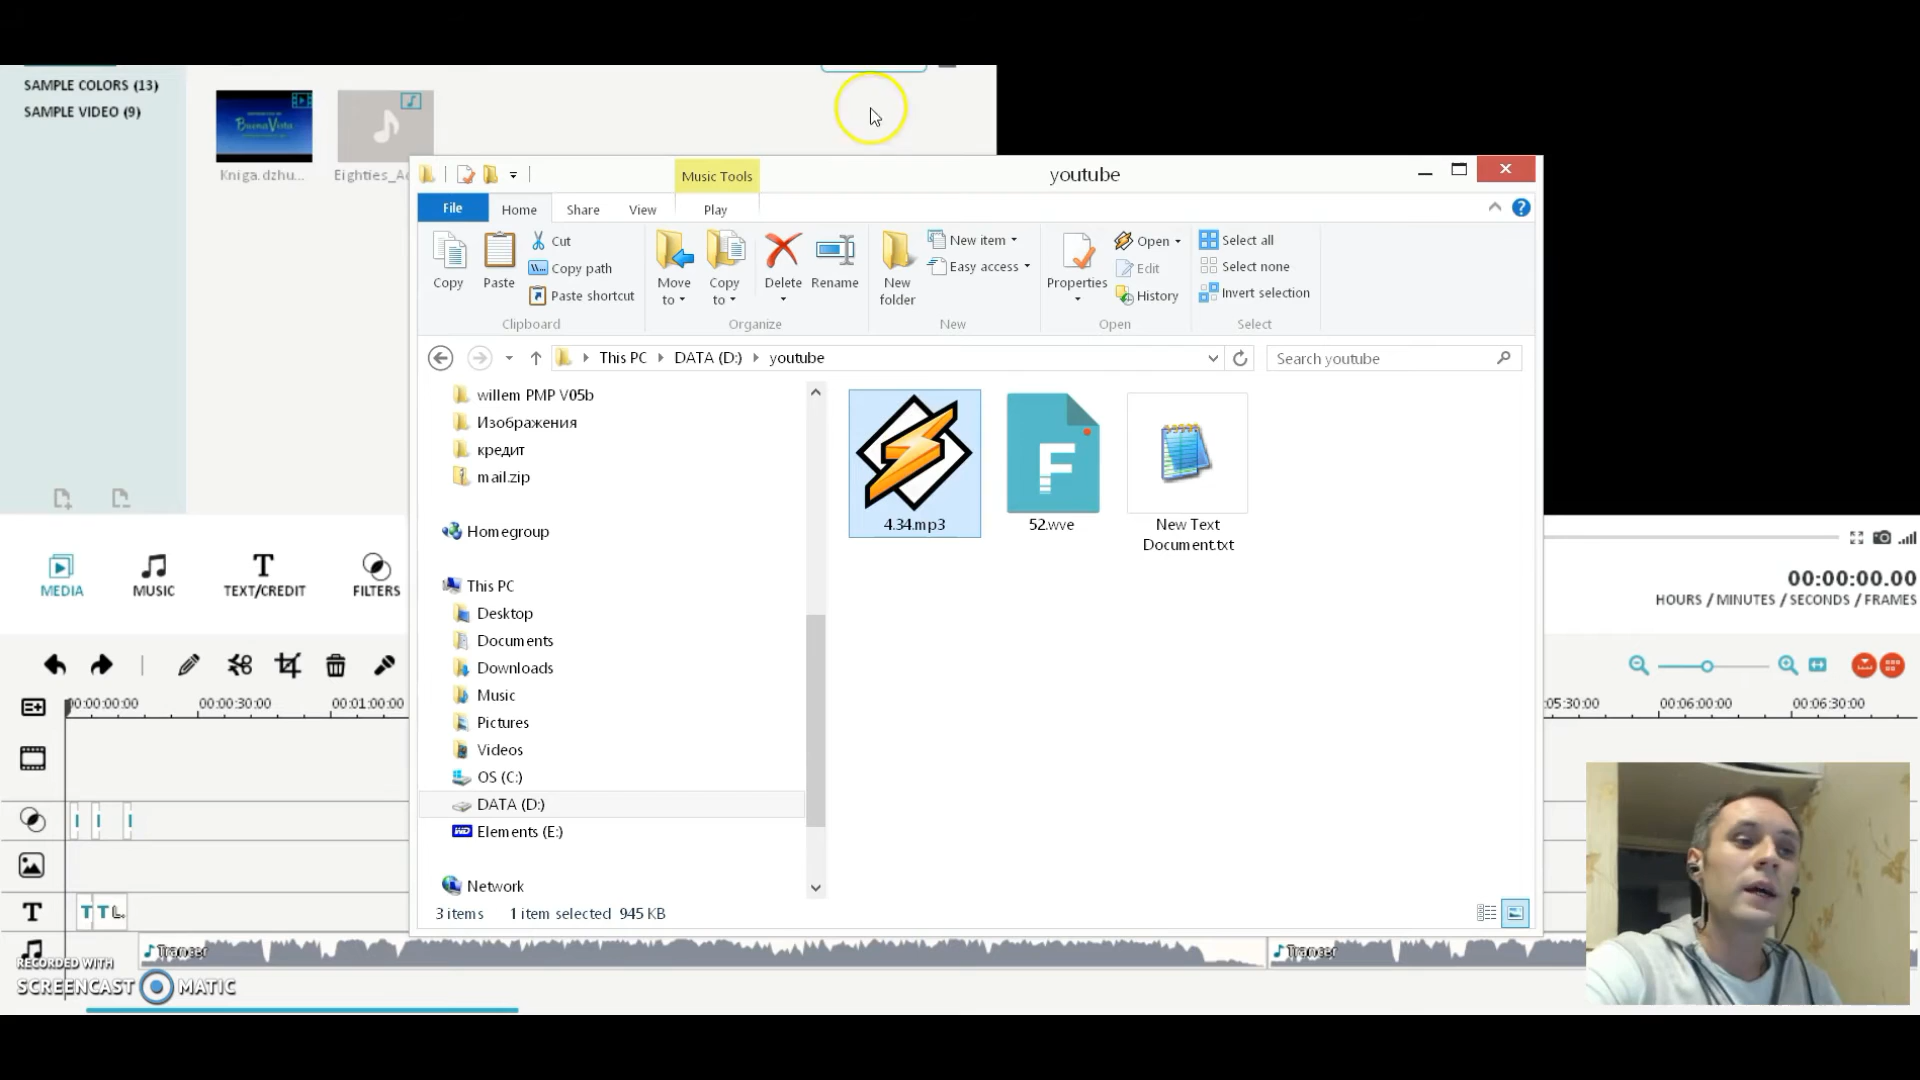 SAMPLE COLORS (13)
SAMPLE VIDEO (9)
Buena Vista
Kniga.dzhu...
Eighties_Ac
Music Tools
youtube
File
Home
Share
View
Play
Copy
Paste
Cut
Copy path
Paste shortcut
Clipboard
Move to
Copy to
Delete
Rename
Organize
New folder
New item
Easy access
New
Properties
Open
Edit
History
Open
Select all
Select none
Invert selection
Select
This PC
DATA (D:)
youtube
Search youtube
willem PMP V05b
Изображения
кредит
mail.zip
Homegroup
This PC
Desktop
Documents
Downloads
Music
Pictures
Videos
OS (C:)
DATA (D:)
Elements (E:)
Network
4.34.mp3
52.wve
New Text
Document.txt
3 items
1 item selected 945 KB
MEDIA
MUSIC
TEXT/CREDIT
FILTERS
00:00:00.00
HOURS / MINUTES / SECONDS / FRAMES
00:00:00:00
00:00:30:00
00:01:00:00
:05:30:00
00:06:00:00
00:06:30:00
T
T
T
L.
Trancer
Trancer
RECORDED WITH
SCREENCAST MATIC